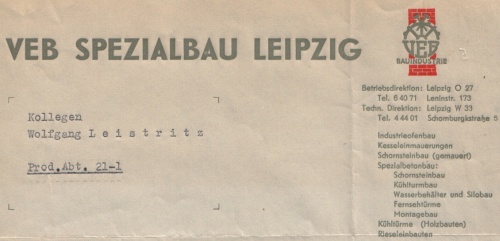 VEB SPEZIALBAU LEIPZIG
VEB
BAUINDUSTRIE
Betriebsdirektion: Leipzig O 27
Tel. 6 40 71 Leninstr. 173
Techn. Direktion: Leipzig W 33
Tel. 4 44 01 Schomburgkstraße 5
Kollegen
Wolfgang L e i s t r i t z
Prod.Abt. 21-1
Industrieofenbau
Kesseleinmauerungen
Schornsteinbau (gemauert)
Spezialbetonbau:
Schornsteinbau
Kühlturmbau
Wasserbehälter und Silobau
Fernsehtürme
Montagebau
Kühltürme (Holzbauten)
Rieseleinbauten